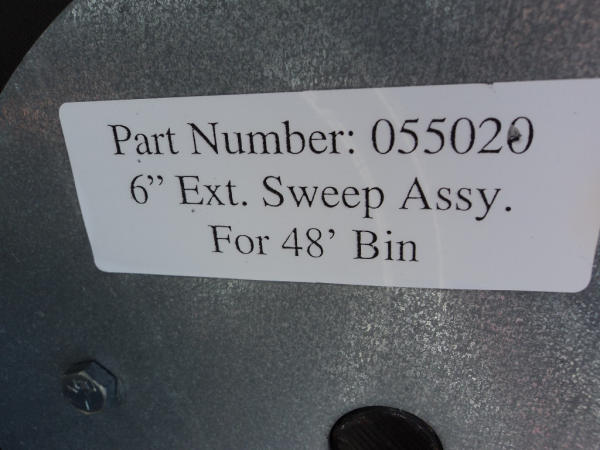 Part Number: 055020
6” Ext. Sweep Assy.
For 48’ Bin